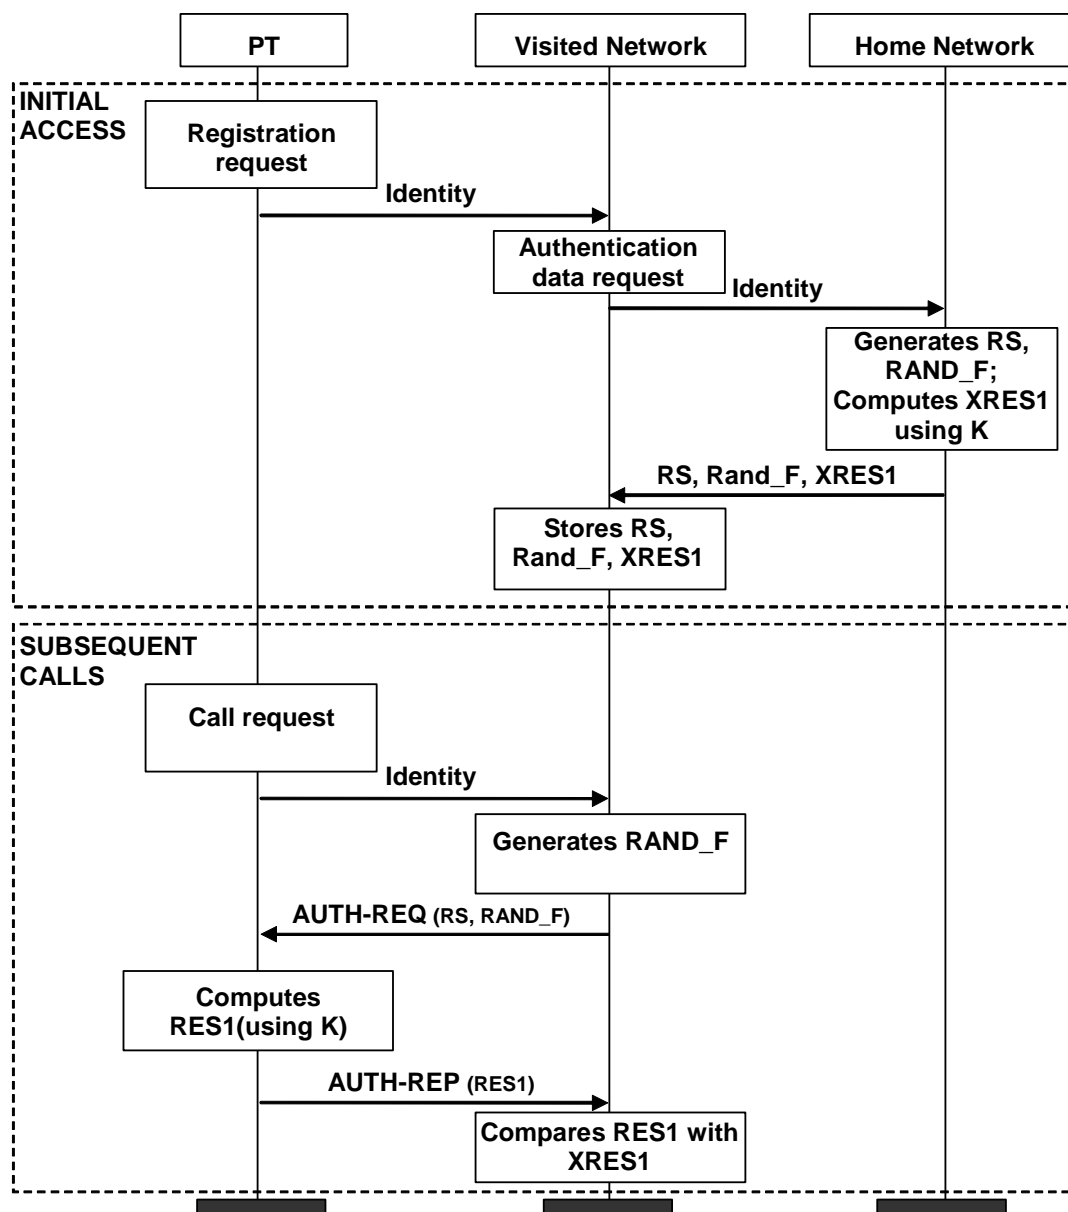 PT
Visited Network
Home Network
INITIAL
ACCESS
Registration
request
Identity
Authentication
data request
Identity
Generates RS,
RAND_F;
Computes XRES1
using K
RS, Rand_F, XRES1
Stores RS,
Rand_F, XRES1
SUBSEQUENT
CALLS
Call request
Identity
Generates RAND_F
AUTH-REQ (RS, RAND_F)
Computes
RES1(using K)
AUTH-REP (RES1)
Compares RES1 with
XRES1